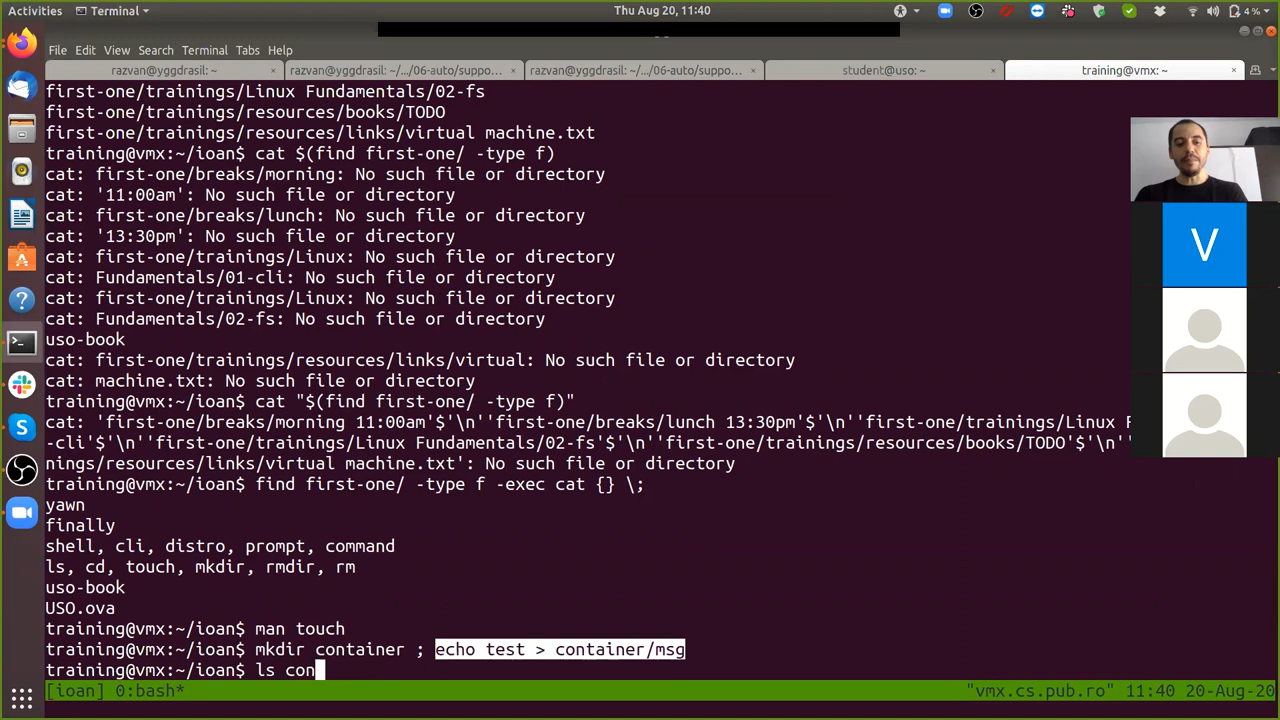 Activities Terminal Thu Aug 20, 11:40 4 %
File Edit View Search Terminal Tabs Help
razvan@yggdrasil: ~ razvan@yggdrasil: ~/.../06-auto/suppo... razvan@yggdrasil: ~/.../06-auto/suppo... student@uso: ~ training@vmx: ~
first-one/trainings/Linux Fundamentals/02-fs
first-one/trainings/resources/books/TODO
first-one/trainings/resources/links/virtual machine.txt
training@vmx:~/ioan$ cat $(find first-one/ -type f)
cat: first-one/breaks/morning: No such file or directory
cat: '11:00am': No such file or directory
cat: first-one/breaks/lunch: No such file or directory
cat: '13:30pm': No such file or directory
cat: first-one/trainings/Linux: No such file or directory
cat: Fundamentals/01-cli: No such file or directory
cat: first-one/trainings/Linux: No such file or directory
cat: Fundamentals/02-fs: No such file or directory
uso-book
cat: first-one/trainings/resources/links/virtual: No such file or directory
cat: machine.txt: No such file or directory
training@vmx:~/ioan$ cat "$(find first-one/ -type f)"
cat: 'first-one/breaks/morning 11:00am'$'\n''first-one/breaks/lunch 13:30pm'$'\n''first-one/trainings/Linux F
-cli'$'\n''first-one/trainings/Linux Fundamentals/02-fs'$'\n''first-one/trainings/resources/books/TODO'$'\n''
nings/resources/links/virtual machine.txt': No such file or directory
training@vmx:~/ioan$ find first-one/ -type f -exec cat {} \;
yawn
finally
shell, cli, distro, prompt, command
ls, cd, touch, mkdir, rmdir, rm
uso-book
USO.ova
training@vmx:~/ioan$ man touch
training@vmx:~/ioan$ mkdir container ; echo test > container/msg
training@vmx:~/ioan$ ls con
[ioan] 0:bash* "vmx.cs.pub.ro" 11:40 20-Aug-20
V